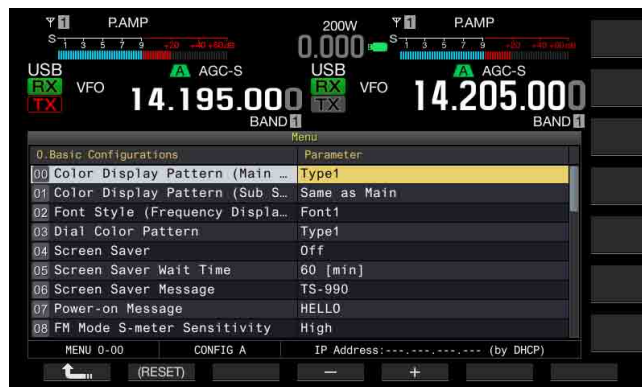 1 P.AMP 200W 1 P.AMP
S 1 3 5 7 9 +20 +40 +60dB 0.000 S 1 3 5 7 9 +20 +40 +60dB
USB A AGC-S USB A AGC-S
RX VFO 14.195.000 RX VFO 14.205.000
TX TX
BAND 1 BAND 1
Menu
0.Basic Configurations Parameter
00 Color Display Pattern (Main … Type1
01 Color Display Pattern (Sub S… Same as Main
02 Font Style (Frequency Displa… Font1
03 Dial Color Pattern Type1
04 Screen Saver Off
05 Screen Saver Wait Time 60 [min]
06 Screen Saver Message TS-990
07 Power-on Message HELLO
08 FM Mode S-meter Sensitivity High
MENU 0-00 CONFIG A IP Address:---.---.---.--- (by DHCP)
(RESET) − +